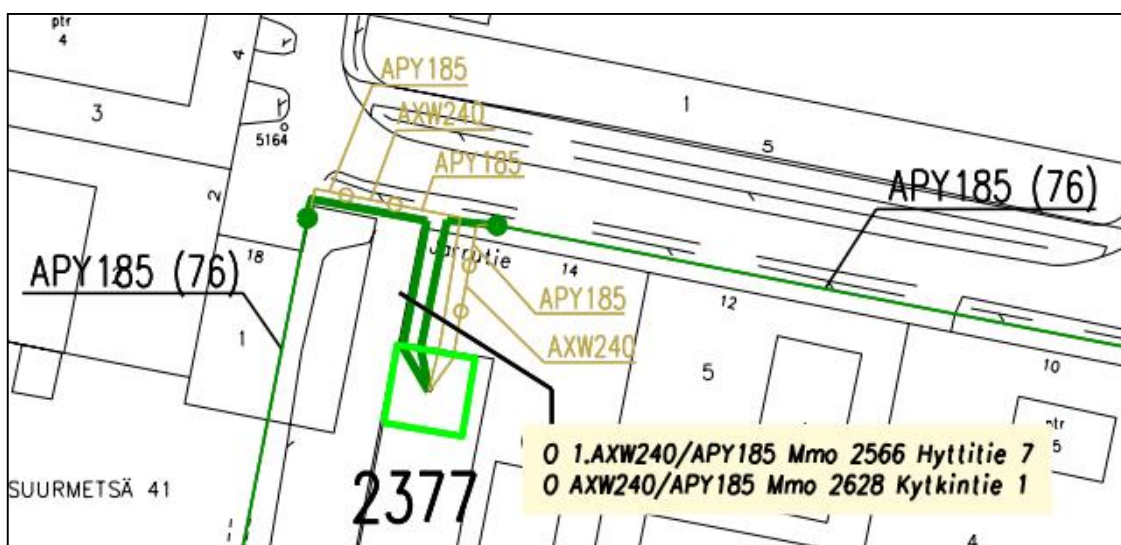 ptr
4
4
APY185
AXW240
1
3
5
5164
APY185
APY185 (76)
2
Jarrutie
18
14
APY185 (76)
APY185
12
1
AXW240
5
10
ptr
5
O 1.AXW240/APY185 Mmo 2566 Hyttitie 7
O AXW240/APY185 Mmo 2628 Kytkintie 1
SUURMETSÄ 41
2377
4